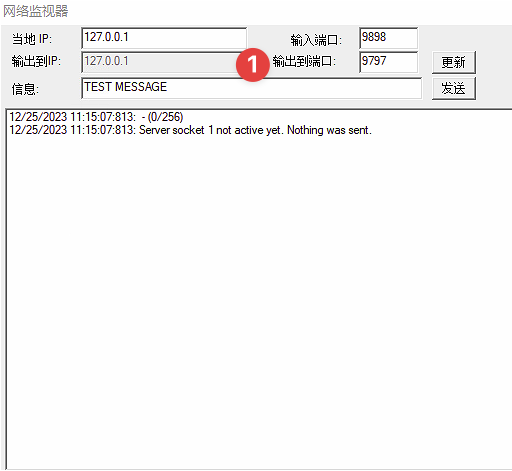 网络监视器
当地 IP: 127.0.0.1 输入端口: 9898
输出到IP: 127.0.0.1 1 输出到端口: 9797 更新
信息: TEST MESSAGE 发送
12/25/2023 11:15:07:813: - (0/256)
12/25/2023 11:15:07:813: Server socket 1 not active yet. Nothing was sent.